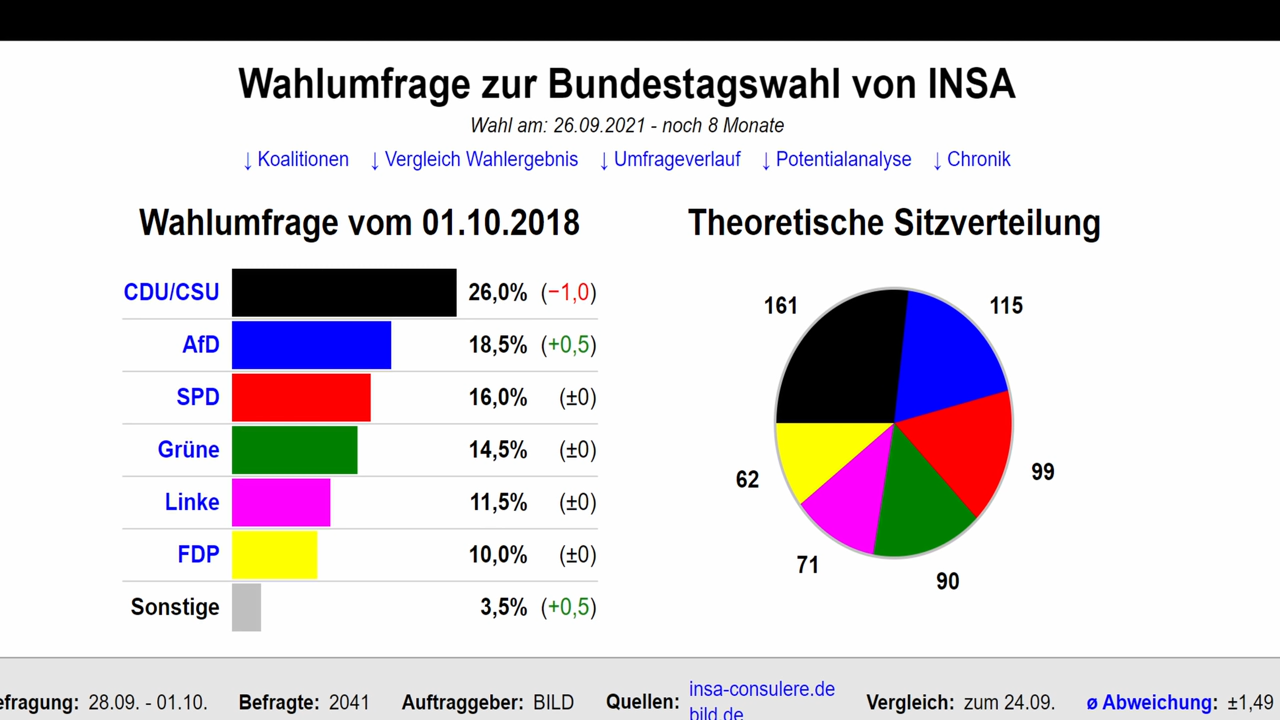 Wahlumfrage zur Bundestagswahl von INSA
Wahl am: 26.09.2021 - noch 8 Monate
↓ Koalitionen ↓ Vergleich Wahlergebnis ↓ Umfrageverlauf ↓ Potentialanalyse ↓ Chronik
Wahlumfrage vom 01.10.2018
CDU/CSU 26,0% (−1,0)
AfD 18,5% (+0,5)
SPD 16,0% (±0)
Grüne 14,5% (±0)
Linke 11,5% (±0)
FDP 10,0% (±0)
Sonstige 3,5% (+0,5)
Theoretische Sitzverteilung
161 115
99
62
71
90
efragung: 28.09. - 01.10. Befragte: 2041 Auftraggeber: BILD Quellen: insa-consulere.de Vergleich: zum 24.09. ø Abweichung: ±1,49
bild.de